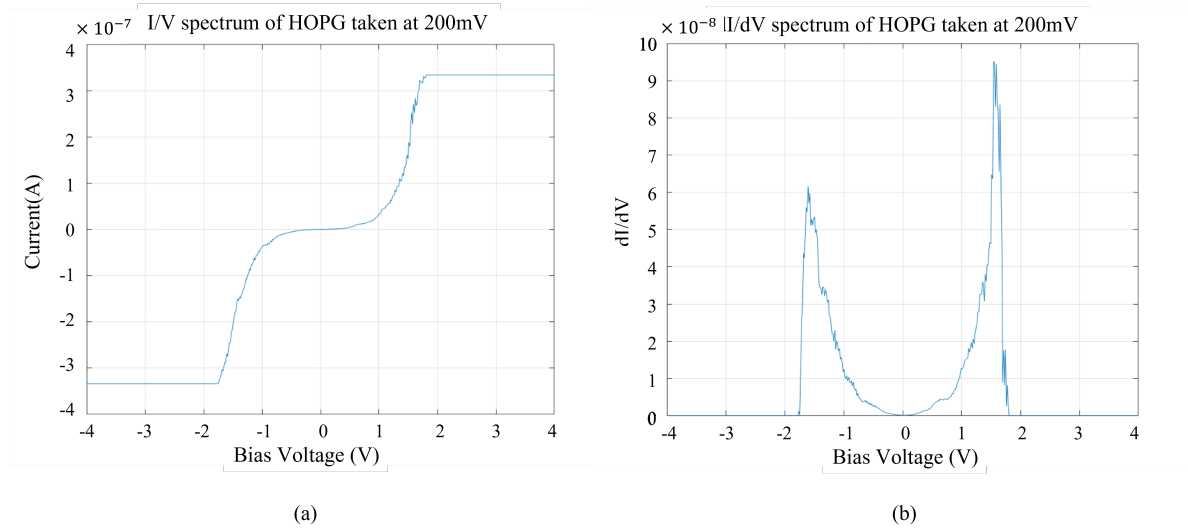 × 10⁻⁷ I/V spectrum of HOPG taken at 200mV
4
3
2
1
0
-1
-2
-3
-4
Current(A)
-4 -3 -2 -1 0 1 2 3 4
Bias Voltage (V)
(a)
× 10⁻⁸ lI/dV spectrum of HOPG taken at 200mV
10
9
8
7
6
5
4
3
2
1
0
dI/dV
-4 -3 -2 -1 0 1 2 3 4
Bias Voltage (V)
(b)